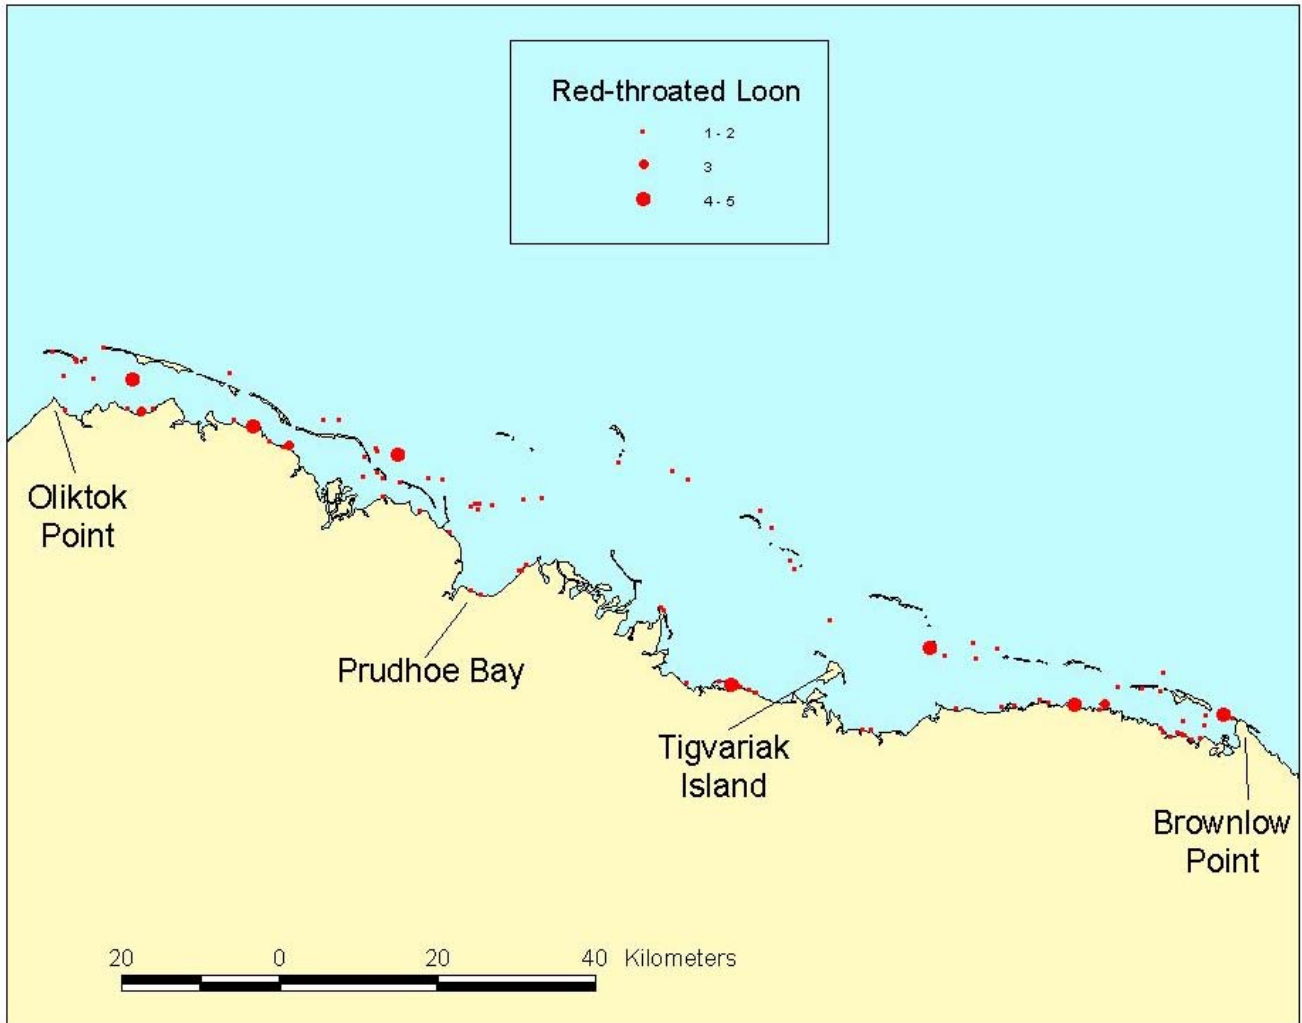 Red-throated Loon
1 - 2
3
4 - 5
Oliktok
Point
Prudhoe Bay
Tigvariak
Island
Brownlow
Point
20 0 20 40 Kilometers